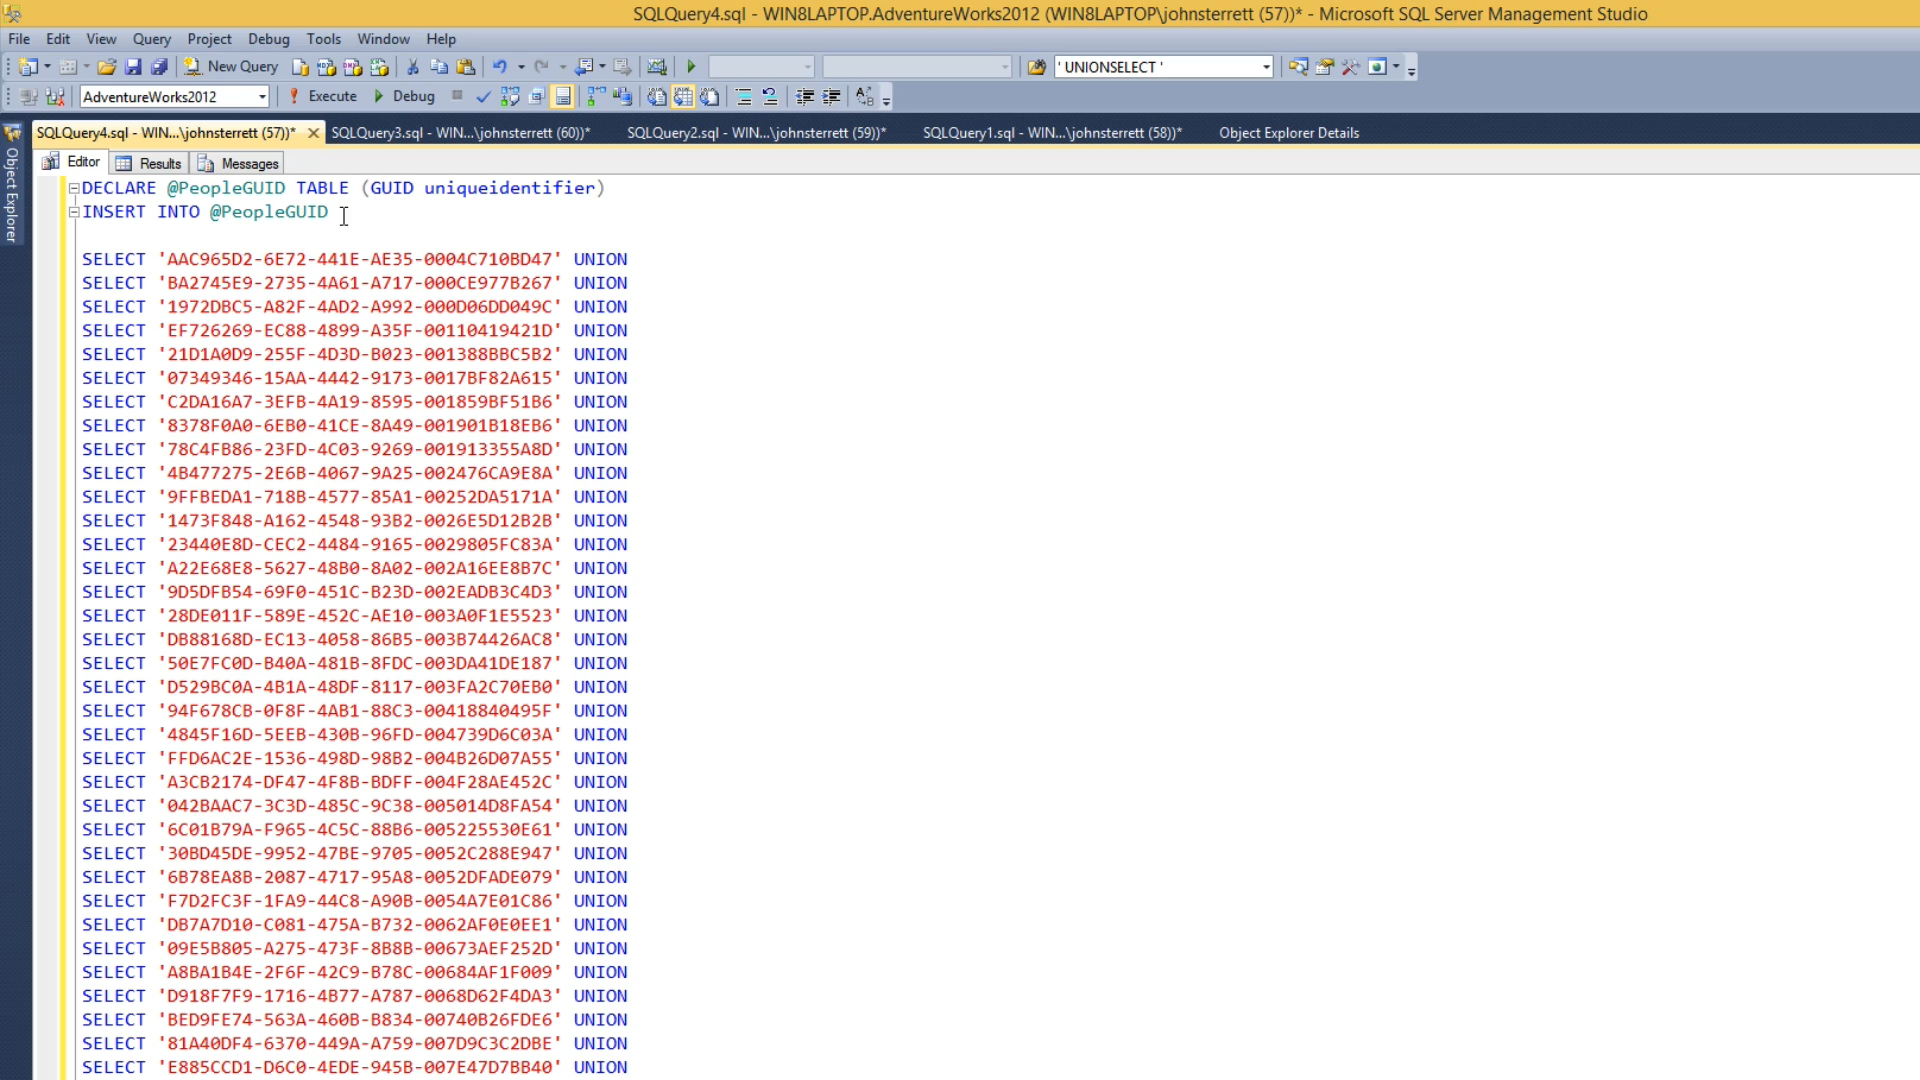 SQLQuery4.sql - WIN8LAPTOP.AdventureWorks2012 (WIN8LAPTOP\johnsterrett (57))* - Microsoft SQL Server Management Studio
File Edit View Query Project Debug Tools Window Help
New Query ' UNIONSELECT '
AdventureWorks2012 Execute Debug
SQLQuery4.sql - WIN...\johnsterrett (57))* SQLQuery3.sql - WIN...\johnsterrett (60))* SQLQuery2.sql - WIN...\johnsterrett (59))* SQLQuery1.sql - WIN...\johnsterrett (58))* Object Explorer Details
Object Explorer
Editor Results Messages
DECLARE @PeopleGUID TABLE (GUID uniqueidentifier)
INSERT INTO @PeopleGUID
SELECT 'AAC965D2-6E72-441E-AE35-0004C710BD47' UNION
SELECT 'BA2745E9-2735-4A61-A717-000CE977B267' UNION
SELECT '1972DBC5-A82F-4AD2-A992-000D06DD049C' UNION
SELECT 'EF726269-EC88-4899-A35F-00110419421D' UNION
SELECT '21D1A0D9-255F-4D3D-B023-001388BBC5B2' UNION
SELECT '07349346-15AA-4442-9173-0017BF82A615' UNION
SELECT 'C2DA16A7-3EFB-4A19-8595-001859BF51B6' UNION
SELECT '8378F0A0-6EB0-41CE-8A49-001901B18EB6' UNION
SELECT '78C4FB86-23FD-4C03-9269-001913355A8D' UNION
SELECT '4B477275-2E6B-4067-9A25-002476CA9E8A' UNION
SELECT '9FFBEDA1-718B-4577-85A1-00252DA5171A' UNION
SELECT '1473F848-A162-4548-93B2-0026E5D12B2B' UNION
SELECT '23440E8D-CEC2-4484-9165-0029805FC83A' UNION
SELECT 'A22E68E8-5627-48B0-8A02-002A16EE8B7C' UNION
SELECT '9D5DFB54-69F0-451C-B23D-002EADB3C4D3' UNION
SELECT '28DE011F-589E-452C-AE10-003A0F1E5523' UNION
SELECT 'DB88168D-EC13-4058-86B5-003B74426AC8' UNION
SELECT '50E7FC0D-B40A-481B-8FDC-003DA41DE187' UNION
SELECT 'D529BC0A-4B1A-48DF-8117-003FA2C70EB0' UNION
SELECT '94F678CB-0F8F-4AB1-88C3-00418840495F' UNION
SELECT '4845F16D-5EEB-430B-96FD-004739D6C03A' UNION
SELECT 'FFD6AC2E-1536-498D-98B2-004B26D07A55' UNION
SELECT 'A3CB2174-DF47-4F8B-BDFF-004F28AE452C' UNION
SELECT '042BAAC7-3C3D-485C-9C38-005014D8FA54' UNION
SELECT '6C01B79A-F965-4C5C-88B6-005225530E61' UNION
SELECT '30BD45DE-9952-47BE-9705-0052C288E947' UNION
SELECT '6B78EA8B-2087-4717-95A8-0052DFADE079' UNION
SELECT 'F7D2FC3F-1FA9-44C8-A90B-0054A7E01C86' UNION
SELECT 'DB7A7D10-C081-475A-B732-0062AF0E0EE1' UNION
SELECT '09E5B805-A275-473F-8B8B-00673AEF252D' UNION
SELECT 'A8BA1B4E-2F6F-42C9-B78C-00684AF1F009' UNION
SELECT 'D918F7F9-1716-4B77-A787-0068D62F4DA3' UNION
SELECT 'BED9FE74-563A-460B-B834-00740B26FDE6' UNION
SELECT '81A40DF4-6370-449A-A759-007D9C3C2DBE' UNION
SELECT 'E885CCD1-D6C0-4EDE-945B-007E47D7BB40' UNION